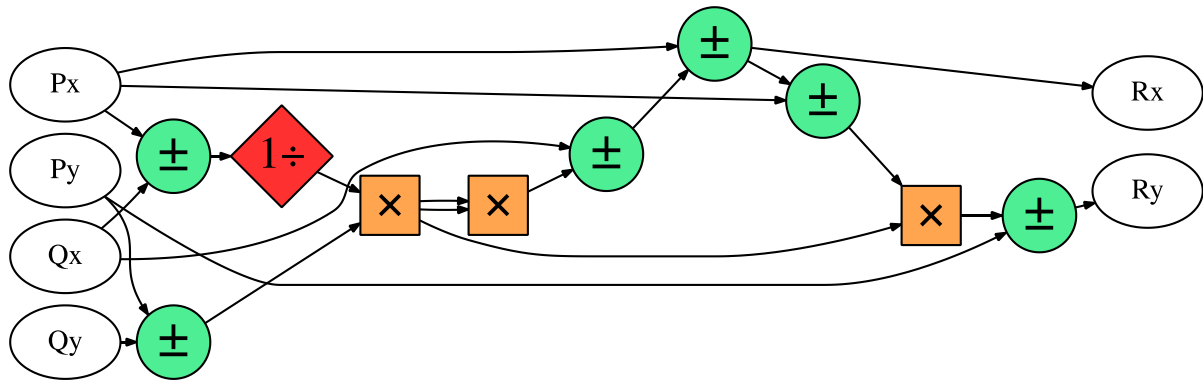 Px
Py
Qx
Qy
±
±
1÷
×
×
±
±
±
×
±
Rx
Ry